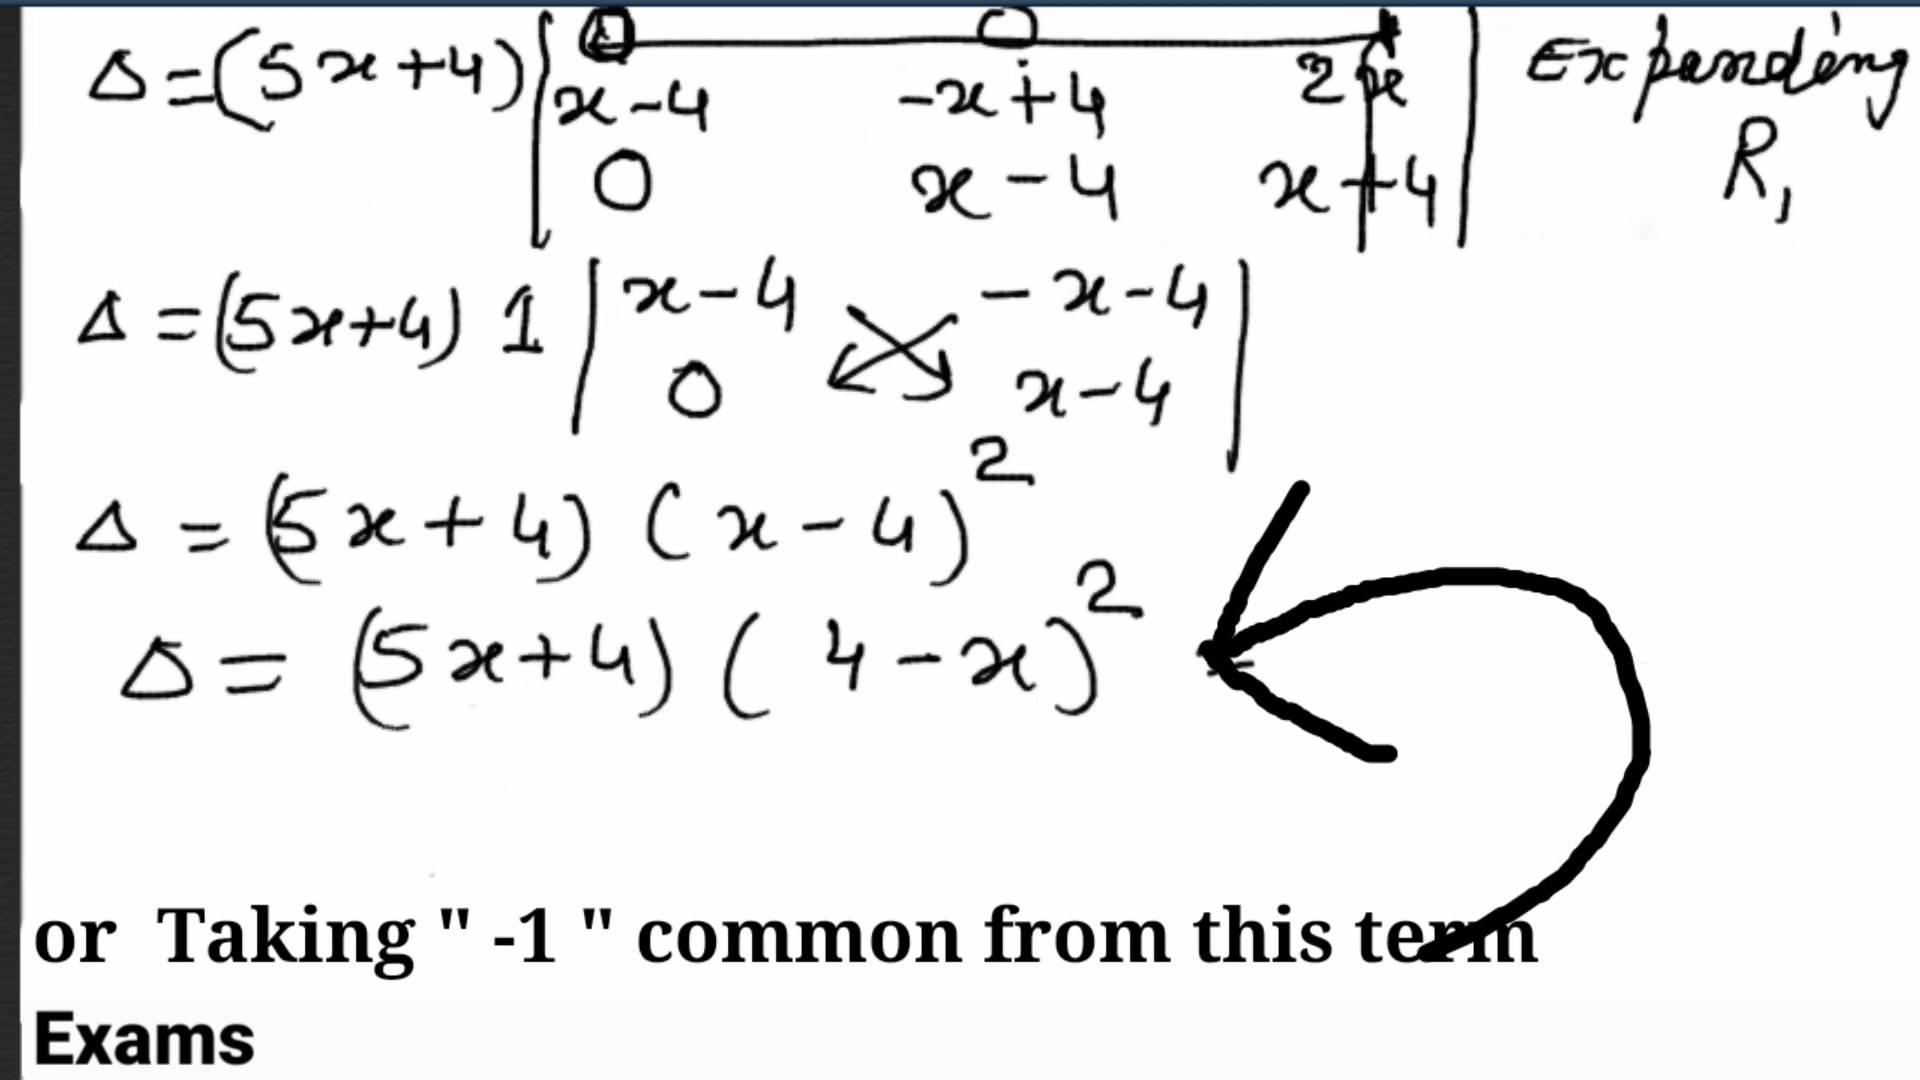 Δ = (5x+4) | 1 0 1 | Expanding
x-4 -x+4 2x R₁
0 x-4 x+4
Δ = (5x+4) 1 | x-4 -x-4 |
0 x-4
Δ = (5x+4) (x-4)²
Δ = (5x+4) (4-x)²
or Taking " -1 " common from this term
Exams